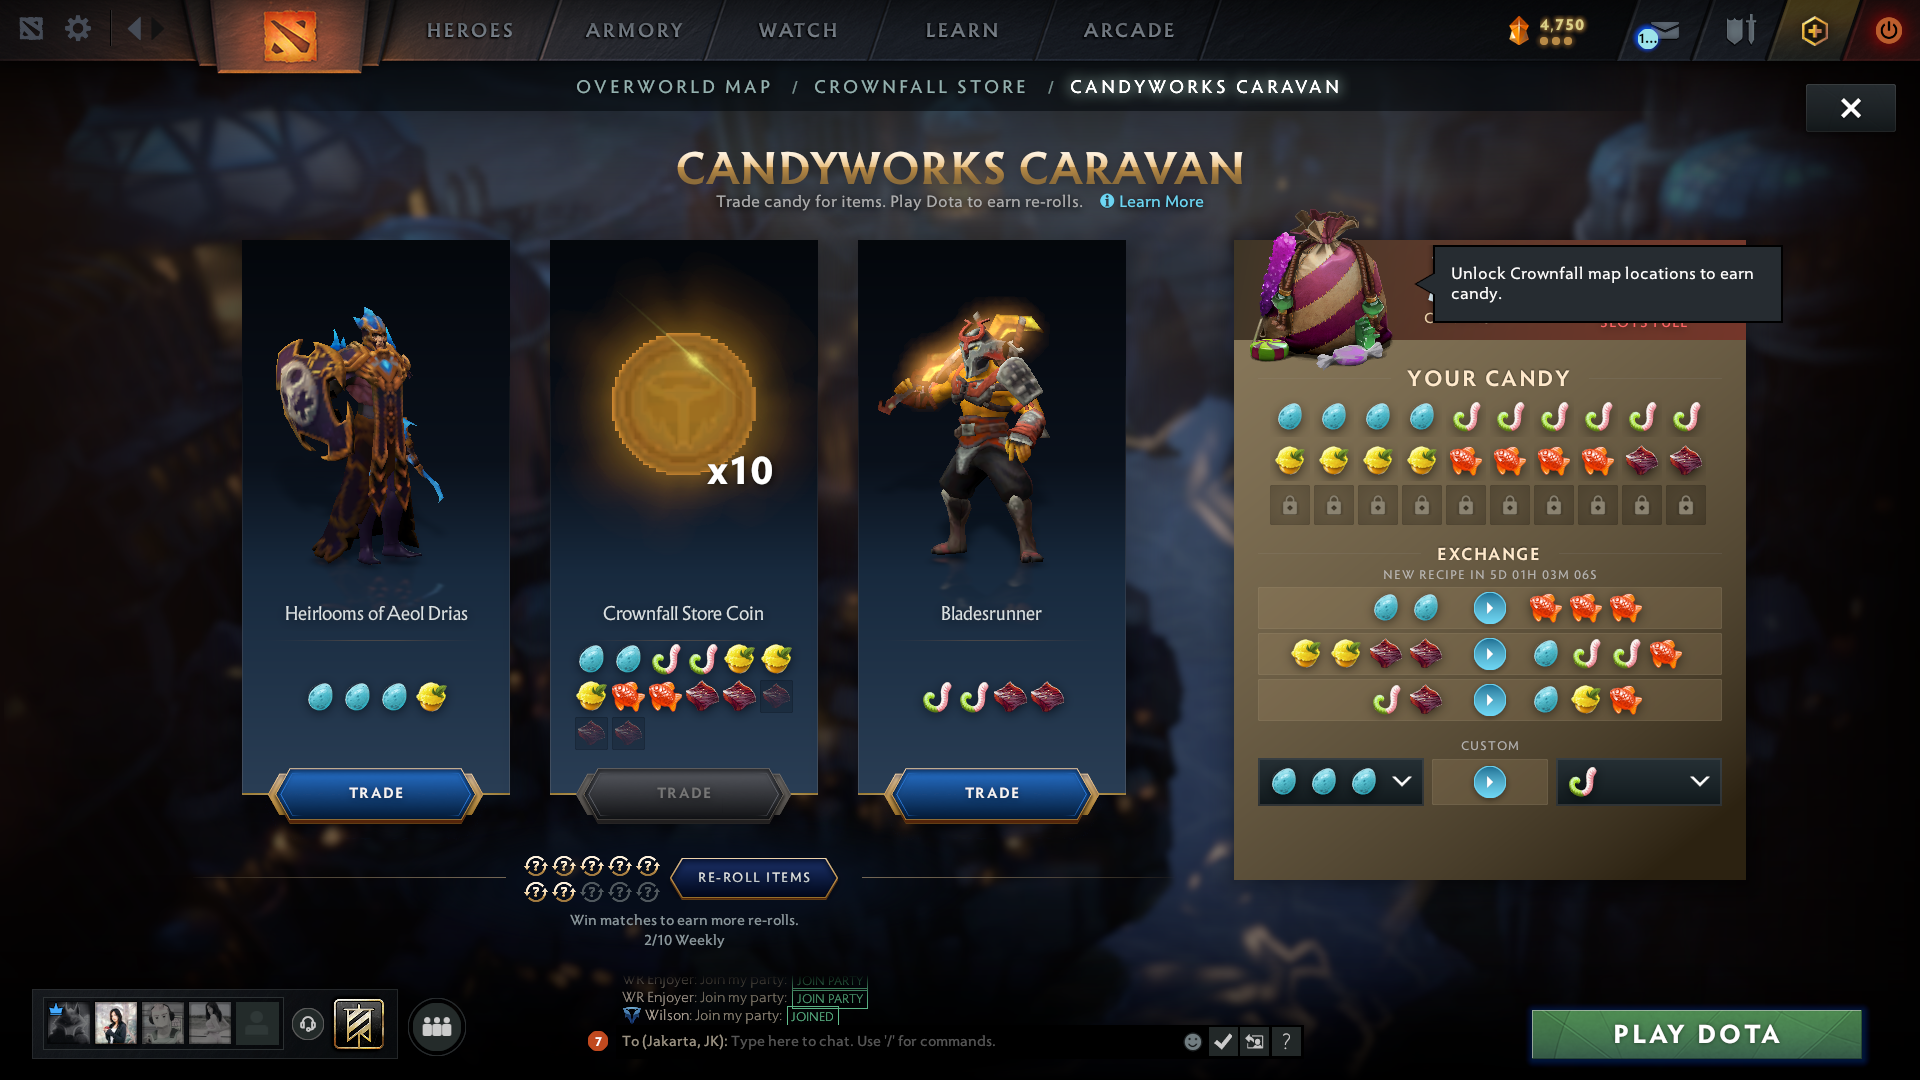 HEROES
ARMORY
WATCH
LEARN
ARCADE
4,750
1...
OVERWORLD MAP / CROWNFALL STORE / CANDYWORKS CARAVAN
CANDYWORKS CARAVAN
Trade candy for items. Play Dota to earn re-rolls. Learn More
Unlock Crownfall map locations to earn
candy.
SLOTS FULL
YOUR CANDY
x10
Heirlooms of Aeol Drias
Crownfall Store Coin
Bladesrunner
TRADE
TRADE
TRADE
EXCHANGE
NEW RECIPE IN 5D 01H 03M 06S
CUSTOM
RE-ROLL ITEMS
Win matches to earn more re-rolls.
2/10 Weekly
WR Enjoyer: Join my party: JOIN PARTY
WR Enjoyer: Join my party: JOIN PARTY
Wilson: Join my party: JOINED
7 To (Jakarta, JK): Type here to chat. Use '/' for commands.
?
PLAY DOTA